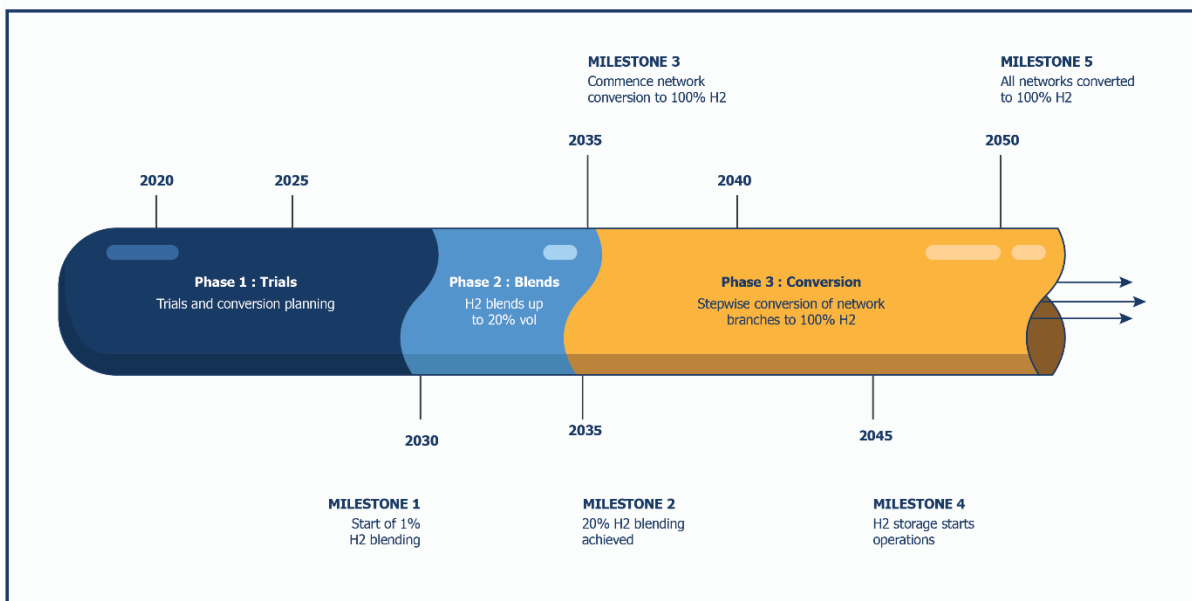 MILESTONE 3
Commence network
conversion to 100% H2
MILESTONE 5
All networks converted
to 100% H2
2020
2025
2035
2040
2050
Phase 1 : Trials
Trials and conversion planning
Phase 2 : Blends
H2 blends up
to 20% vol
Phase 3 : Conversion
Stepwise conversion of network
branches to 100% H2
2030
2035
2045
MILESTONE 1
Start of 1%
H2 blending
MILESTONE 2
20% H2 blending
achieved
MILESTONE 4
H2 storage starts
operations